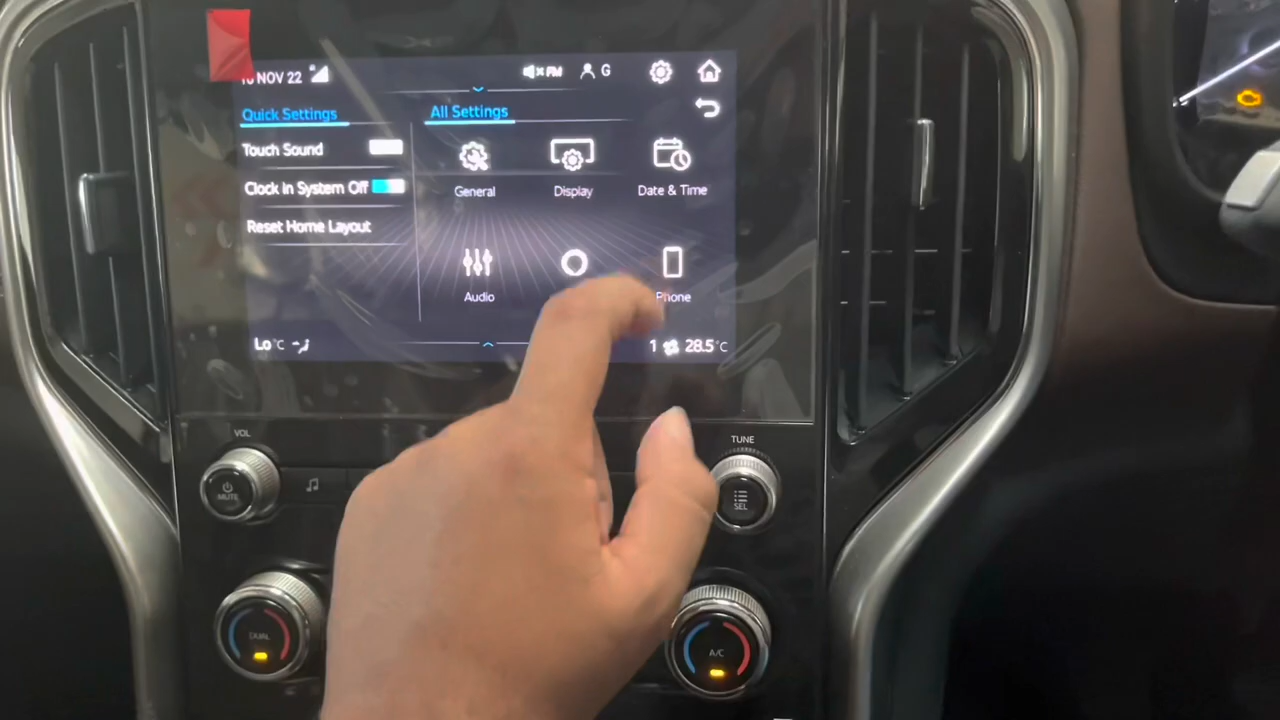 NOV 22
FM G
Quick Settings
All Settings
Touch Sound
Clock In System Off
Reset Home Layout
General
Display
Date & Time
Audio
Phone
Lo °C
1 28.5°C
VOL
MUTE
TUNE
SEL
DUAL
A/C